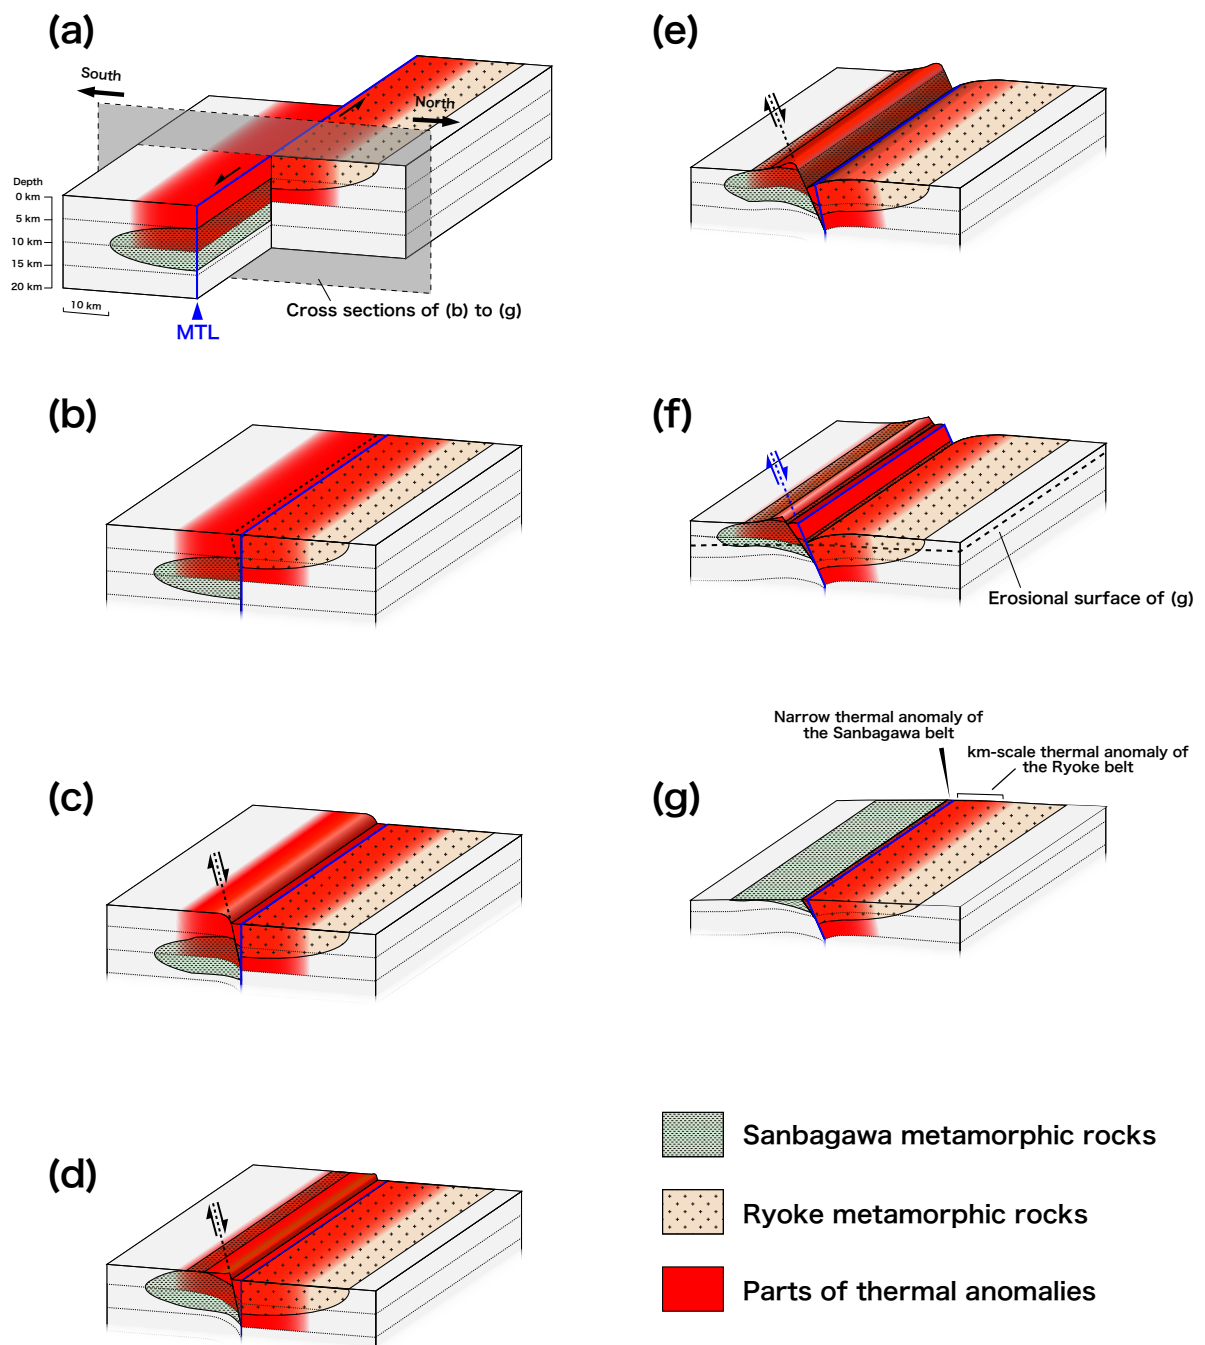 (a)
South
North
Depth
0 km
5 km
10 km
15 km
20 km
10 km
MTL
Cross sections of (b) to (g)
(b)
(c)
(d)
(e)
(f)
Erosional surface of (g)
Narrow thermal anomaly of
the Sanbagawa belt
km-scale thermal anomaly of
the Ryoke belt
(g)
Sanbagawa metamorphic rocks
Ryoke metamorphic rocks
Parts of thermal anomalies